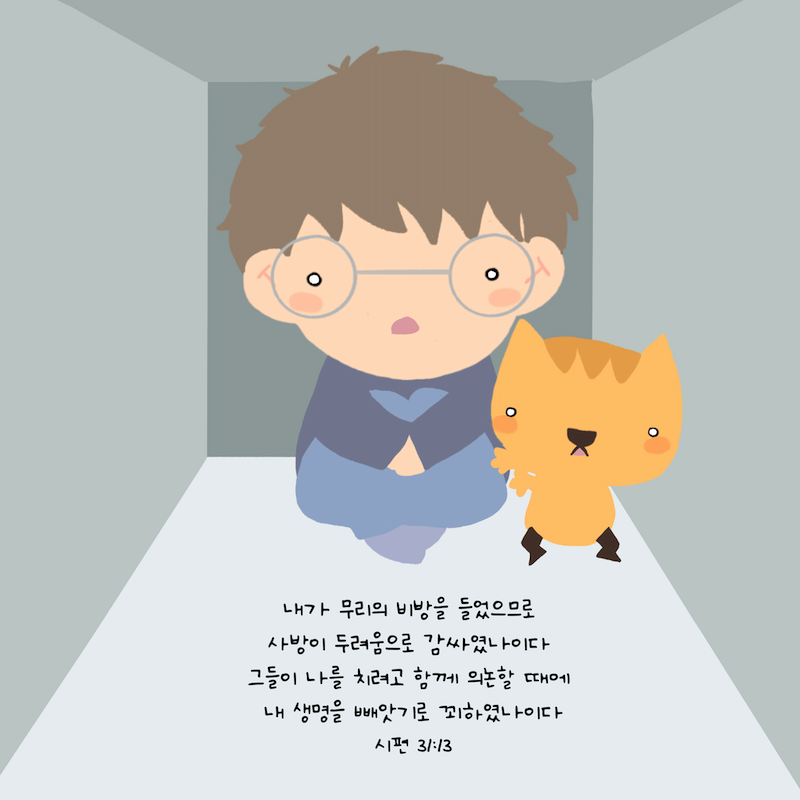 내가 무리의 비방을 들었으므로
사방이 두려움으로 감싸였나이다
그들이 나를 치려고 함께 의논할 때에
내 생명을 빼앗기로 꾀하였나이다
시편 31:13